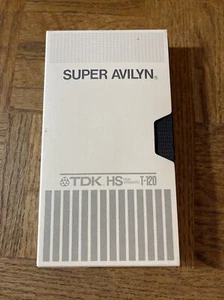 SUPER AVILYN
TDK HS T-120